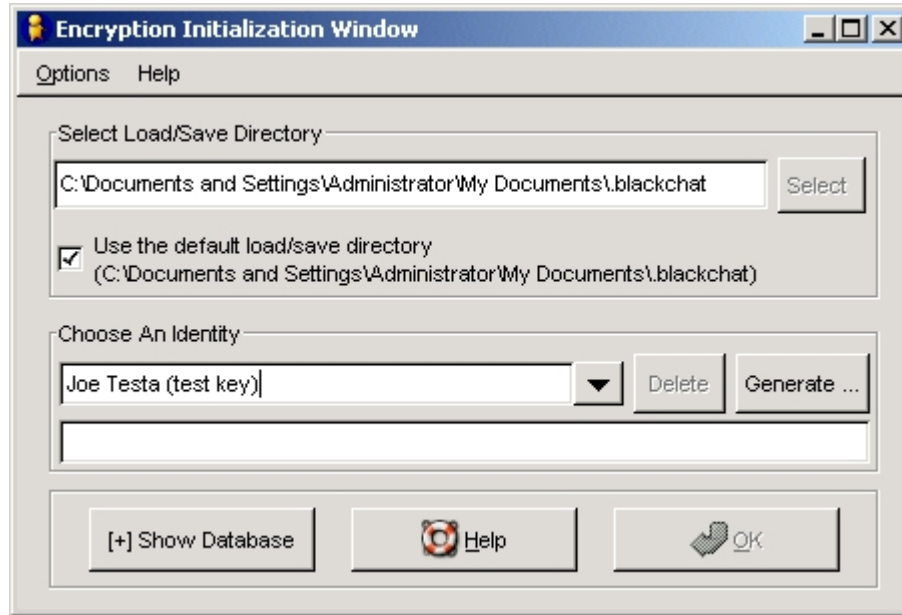 Encryption Initialization Window
Options Help
Select Load/Save Directory
C:\Documents and Settings\Administrator\My Documents\.blackchat
Select
Use the default load/save directory
(C:\Documents and Settings\Administrator\My Documents\.blackchat)
Choose An Identity
Joe Testa (test key)
Delete
Generate ...
[+] Show Database
Help
OK